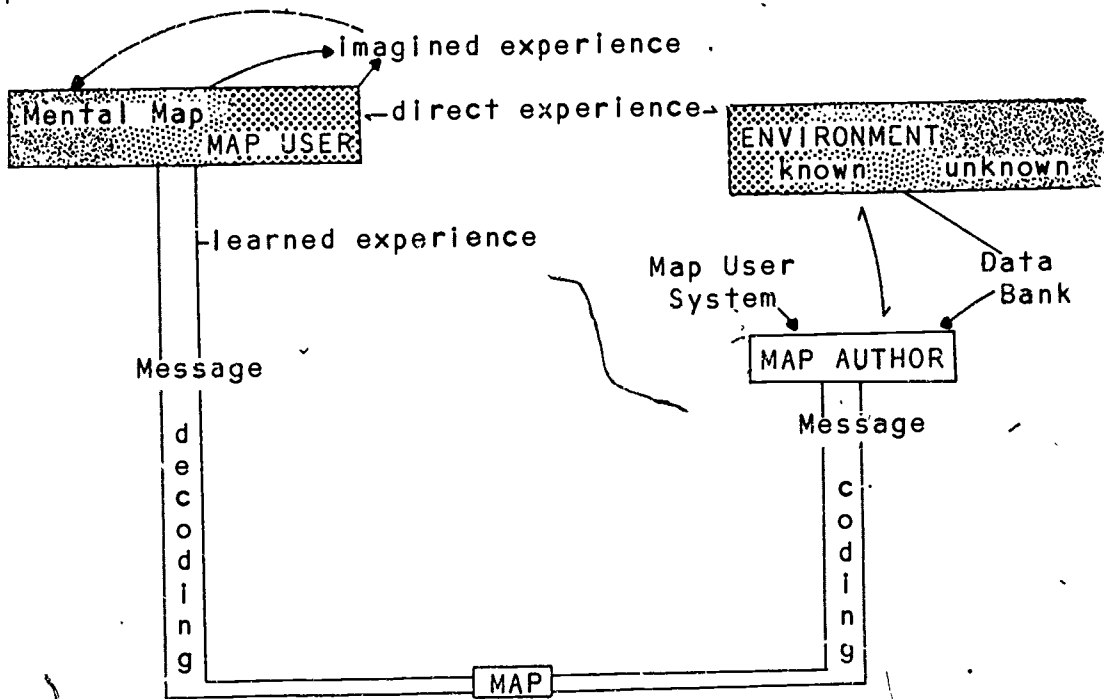 imagined experience
Mental Map
MAP USER
direct experience
ENVIRONMENT
known unknown
learned experience
Map User
System
Data
Bank
MAP AUTHOR
Message
Message
decoding
coding
MAP